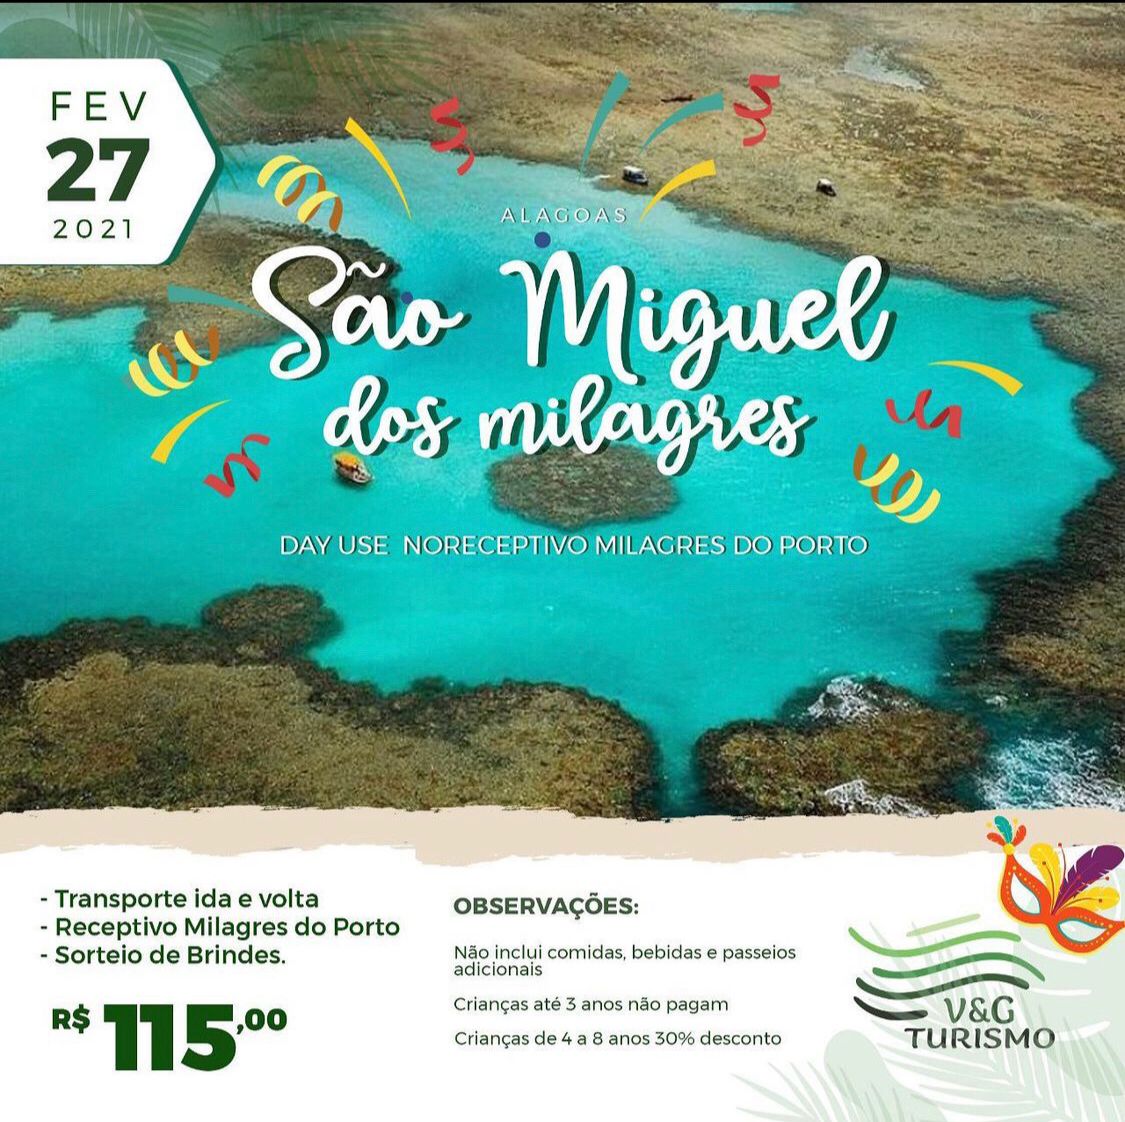 FEV
27
2021
ALAGOAS
São Miguel
dos milagres
DAY USE NORECEPTIVO MILAGRES DO PORTO
- Transporte ida e volta
- Receptivo Milagres do Porto
- Sorteio de Brindes.
R$ 115,00
OBSERVAÇÕES:
Não inclui comidas, bebidas e passeios
adicionais
Crianças até 3 anos não pagam
Crianças de 4 a 8 anos 30% desconto
V&G
TURISMO